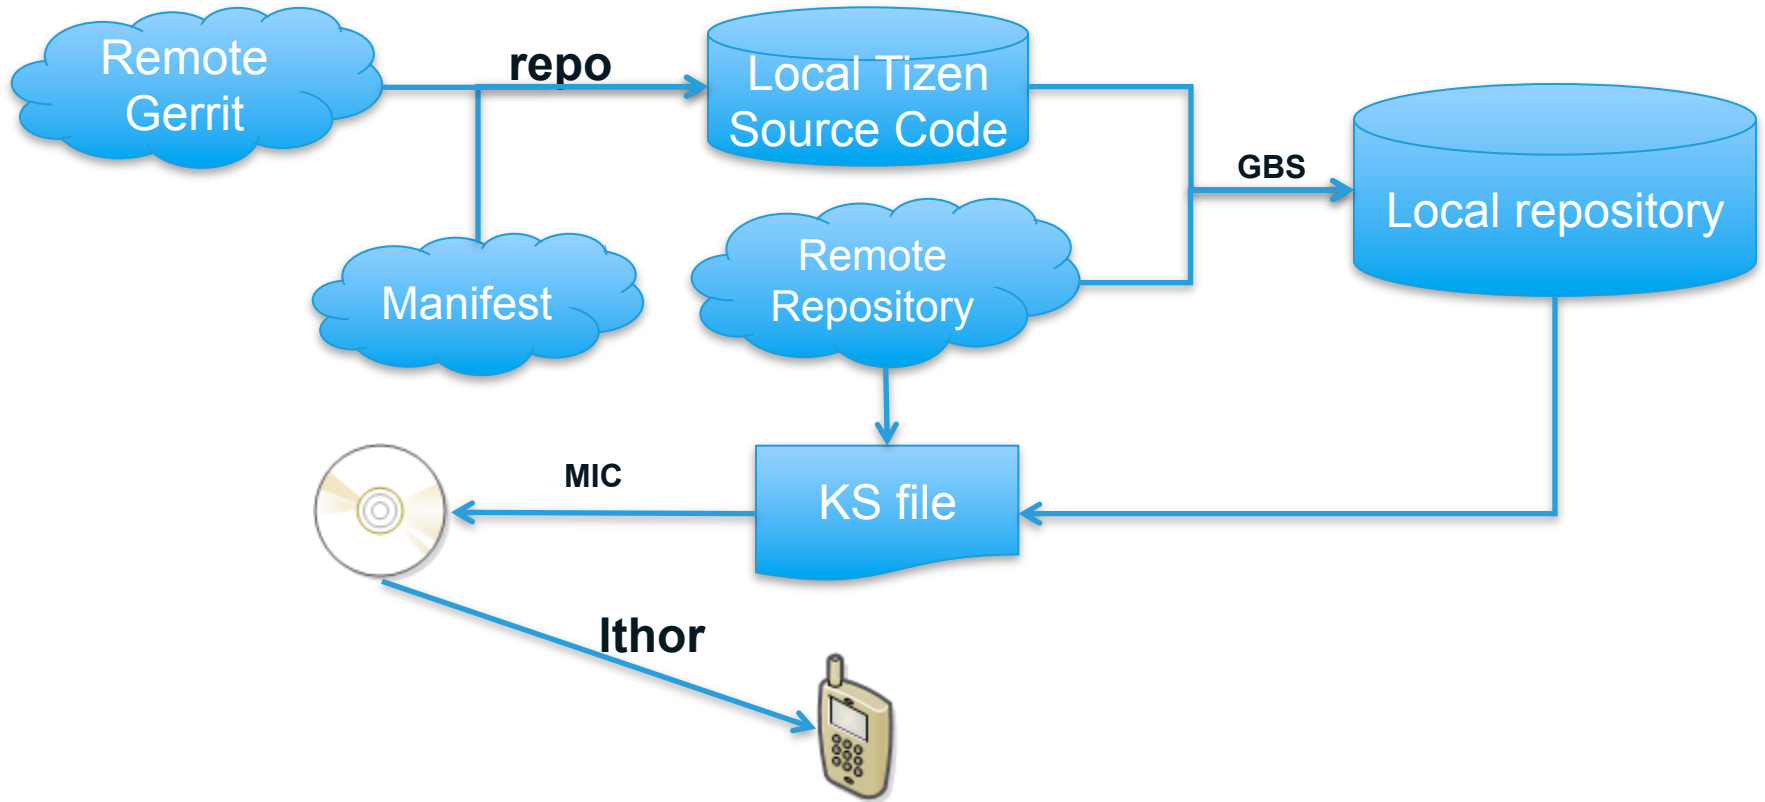 Remote
Gerrit
repo
Local Tizen
Source Code
GBS
Local repository
Manifest
Remote
Repository
MIC
KS file
lthor